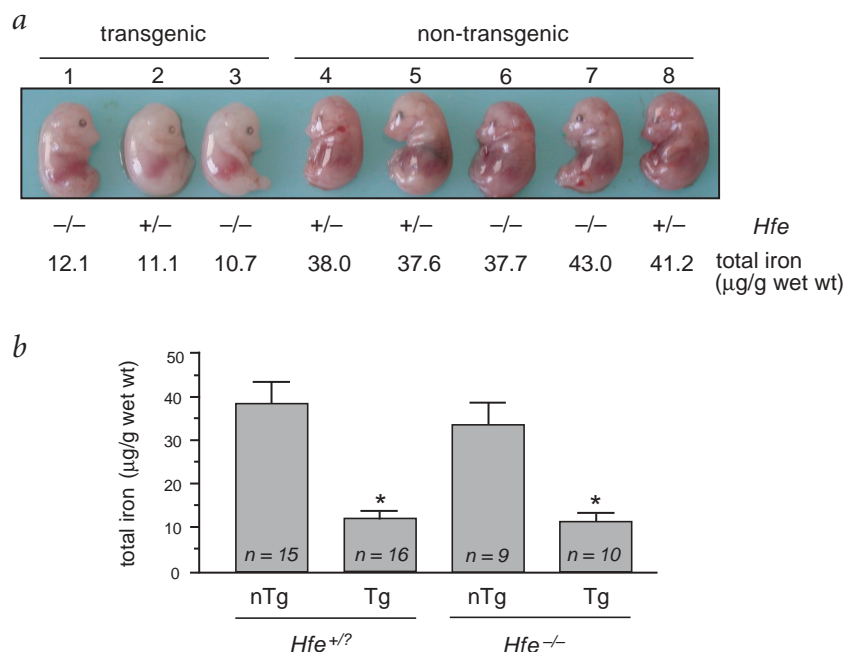 a
transgenic non-transgenic
1 2 3 4 5 6 7 8
–/– +/– –/– +/– +/– –/– –/– +/– Hfe
12.1 11.1 10.7 38.0 37.6 37.7 43.0 41.2 total iron
(µg/g wet wt)
b
total iron (µg/g wet wt)
50
40
30
20
10
0
* *
n = 15 n = 16 n = 9 n = 10
nTg Tg nTg Tg
Hfe+/? Hfe–/–